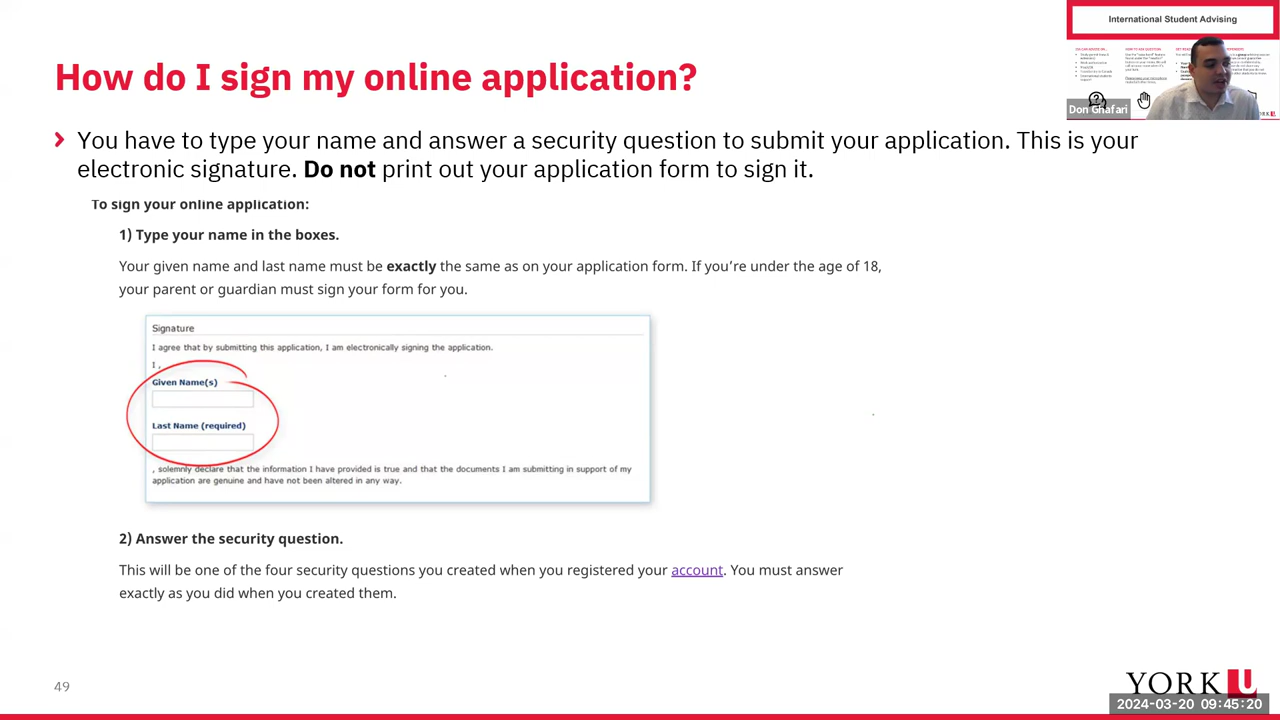 International Student Advising
How do I sign my online application?
Don Ghafari
You have to type your name and answer a security question to submit your application. This is your
electronic signature. Do not print out your application form to sign it.
To sign your online application:
1) Type your name in the boxes.
Your given name and last name must be exactly the same as on your application form. If you’re under the age of 18,
your parent or guardian must sign your form for you.
Signature
I agree that by submitting this application, I am electronically signing the application.
I ,
Given Name(s)
Last Name (required)
, solemnly declare that the information I have provided is true and that the documents I am submitting in support of my
application are genuine and have not been altered in any way.
2) Answer the security question.
This will be one of the four security questions you created when you registered your account. You must answer
exactly as you did when you created them.
49
YORK U
2024-03-20 09:45:20